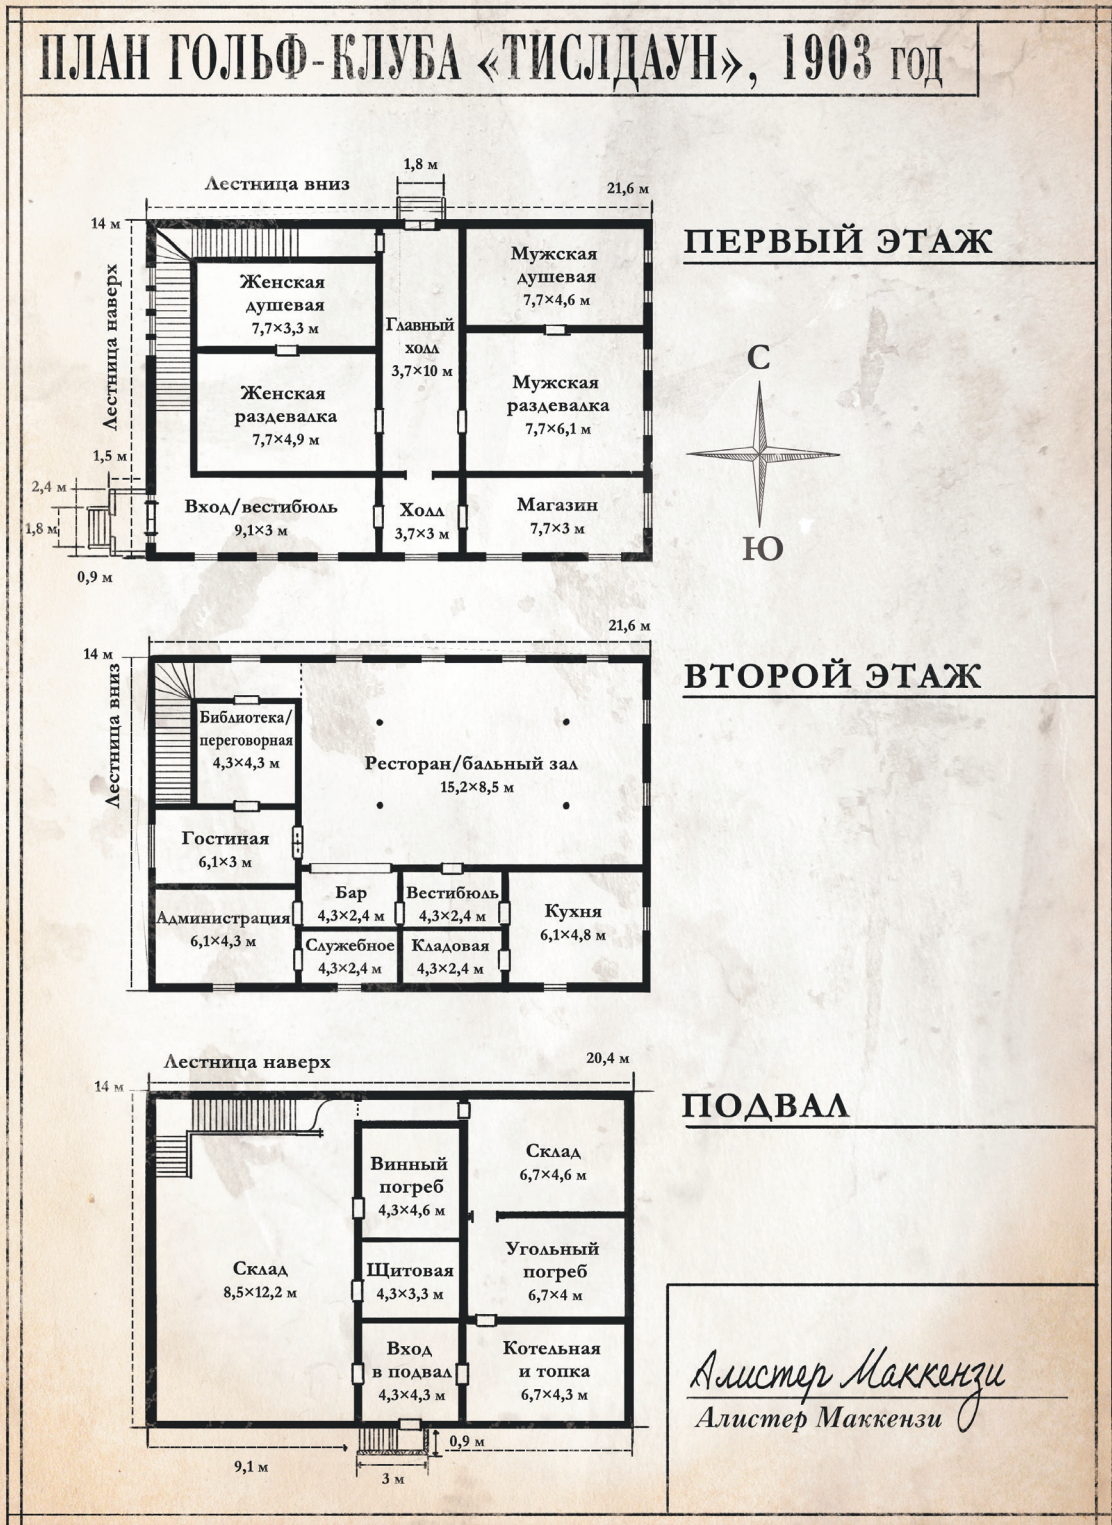 ПЛАН ГОЛЬФ-КЛУБА «ТИСЛДАУН», 1903 ГОД
1,8 м
Лестница вниз
21,6 м
14 м
ПЕРВЫЙ ЭТАЖ
Лестница наверх
Женская
душевая
7,7×3,3 м
Женская
раздевалка
7,7×4,9 м
Главный
холл
3,7×10 м
Мужская
душевая
7,7×4,6 м
Мужская
раздевалка
7,7×6,1 м
С
Ю
1,5 м
2,4 м
1,8 м
0,9 м
Вход/вестибюль
9,1×3 м
Холл
3,7×3 м
Магазин
7,7×3 м
21,6 м
14 м
ВТОРОЙ ЭТАЖ
Лестница вниз
Библиотека/
переговорная
4,3×4,3 м
Ресторан/бальный зал
15,2×8,5 м
Гостиная
6,1×3 м
Администрация
6,1×4,3 м
Бар
4,3×2,4 м
Вестибюль
4,3×2,4 м
Служебное
4,3×2,4 м
Кладовая
4,3×2,4 м
Кухня
6,1×4,8 м
Лестница наверх
20,4 м
14 м
ПОДВАЛ
Склад
8,5×12,2 м
Винный
погреб
4,3×4,6 м
Щитовая
4,3×3,3 м
Вход
в подвал
4,3×4,3 м
Склад
6,7×4,6 м
Угольный
погреб
6,7×4 м
Котельная
и топка
6,7×4,3 м
9,1 м
3 м
0,9 м
Алистер Маккензи
Алистер Маккензи